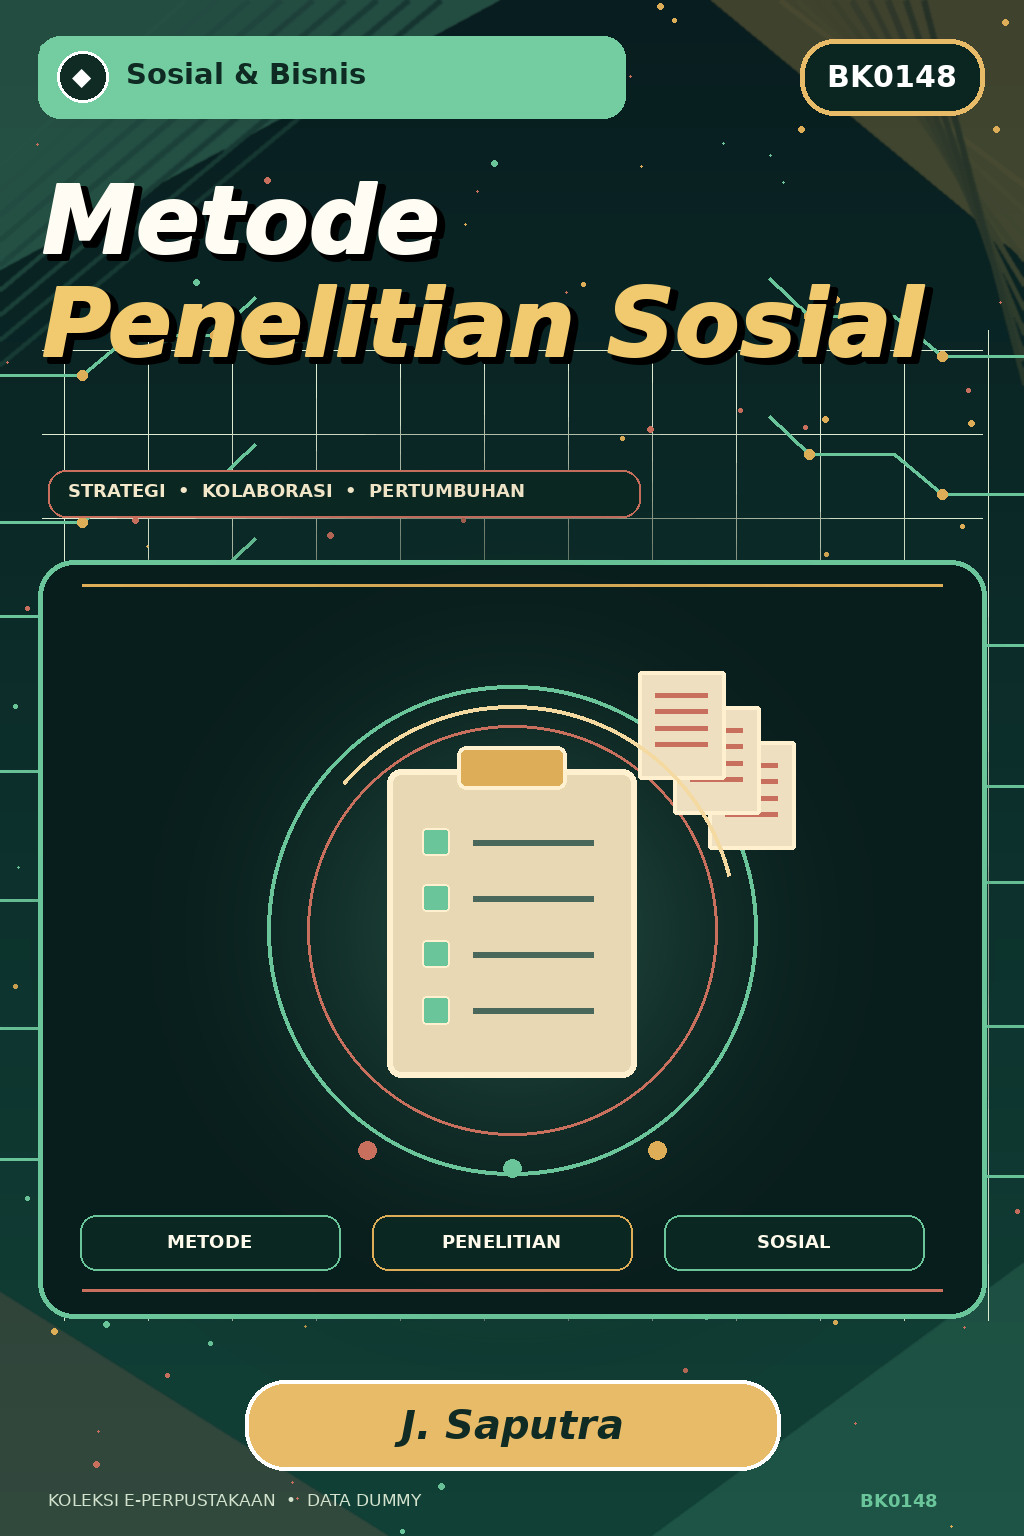 Sosial & Bisnis
BK0148
Metode
Penelitian Sosial
STRATEGI • KOLABORASI • PERTUMBUHAN
METODE
PENELITIAN
SOSIAL
J. Saputra
KOLEKSI E-PERPUSTAKAAN • DATA DUMMY
BK0148